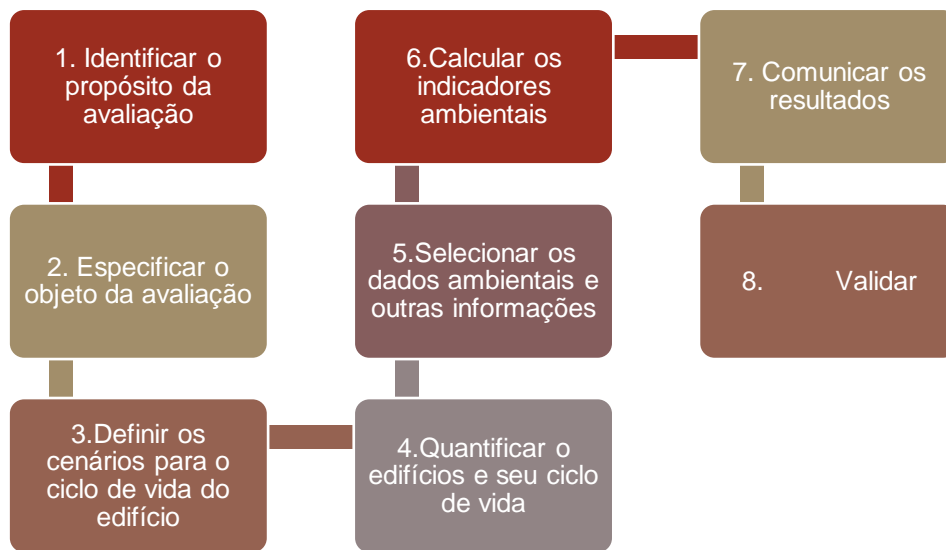 1. Identificar o
propósito da
avaliação
2. Especificar o
objeto da avaliação
3.Definir os
cenários para o
ciclo de vida do
edifício
4.Quantificar o
edifícios e seu ciclo
de vida
5.Selecionar os
dados ambientais e
outras informações
6.Calcular os
indicadores
ambientais
7. Comunicar os
resultados
8. Validar